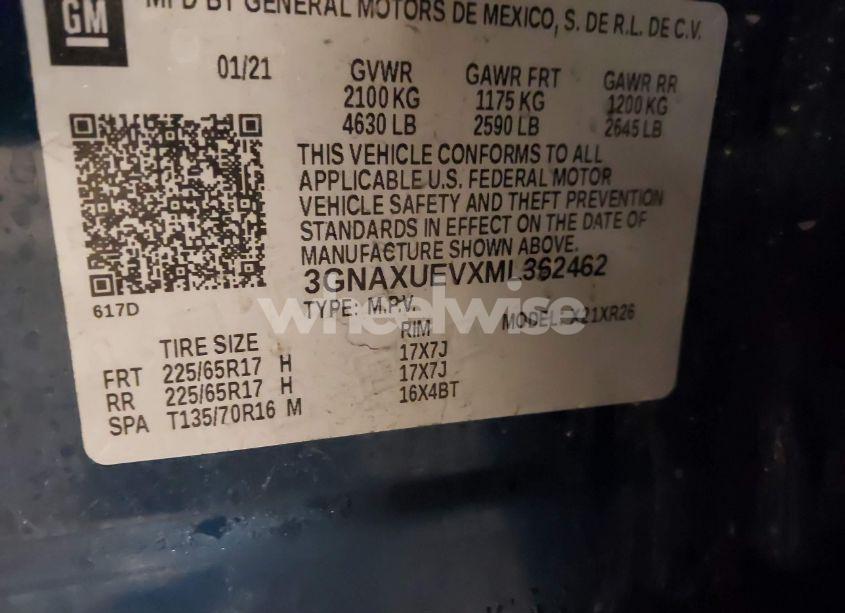 GM
MFD BY GENERAL MOTORS DE MEXICO, S. DE R.L. DE C.V.
01/21 GVWR GAWR FRT GAWR RR
2100 KG 1175 KG 1200 KG
4630 LB 2590 LB 2645 LB
THIS VEHICLE CONFORMS TO ALL
APPLICABLE U.S. FEDERAL MOTOR
VEHICLE SAFETY AND THEFT PREVENTION
STANDARDS IN EFFECT ON THE DATE OF
MANUFACTURE SHOWN ABOVE.
3GNAXUEVXML362462
617D
TYPE: M.P.V. MODEL: X21XR26
wheelwise
TIRE SIZE RIM
FRT 225/65R17 H 17X7J
RR 225/65R17 H 17X7J
SPA T135/70R16 M 16X4BT